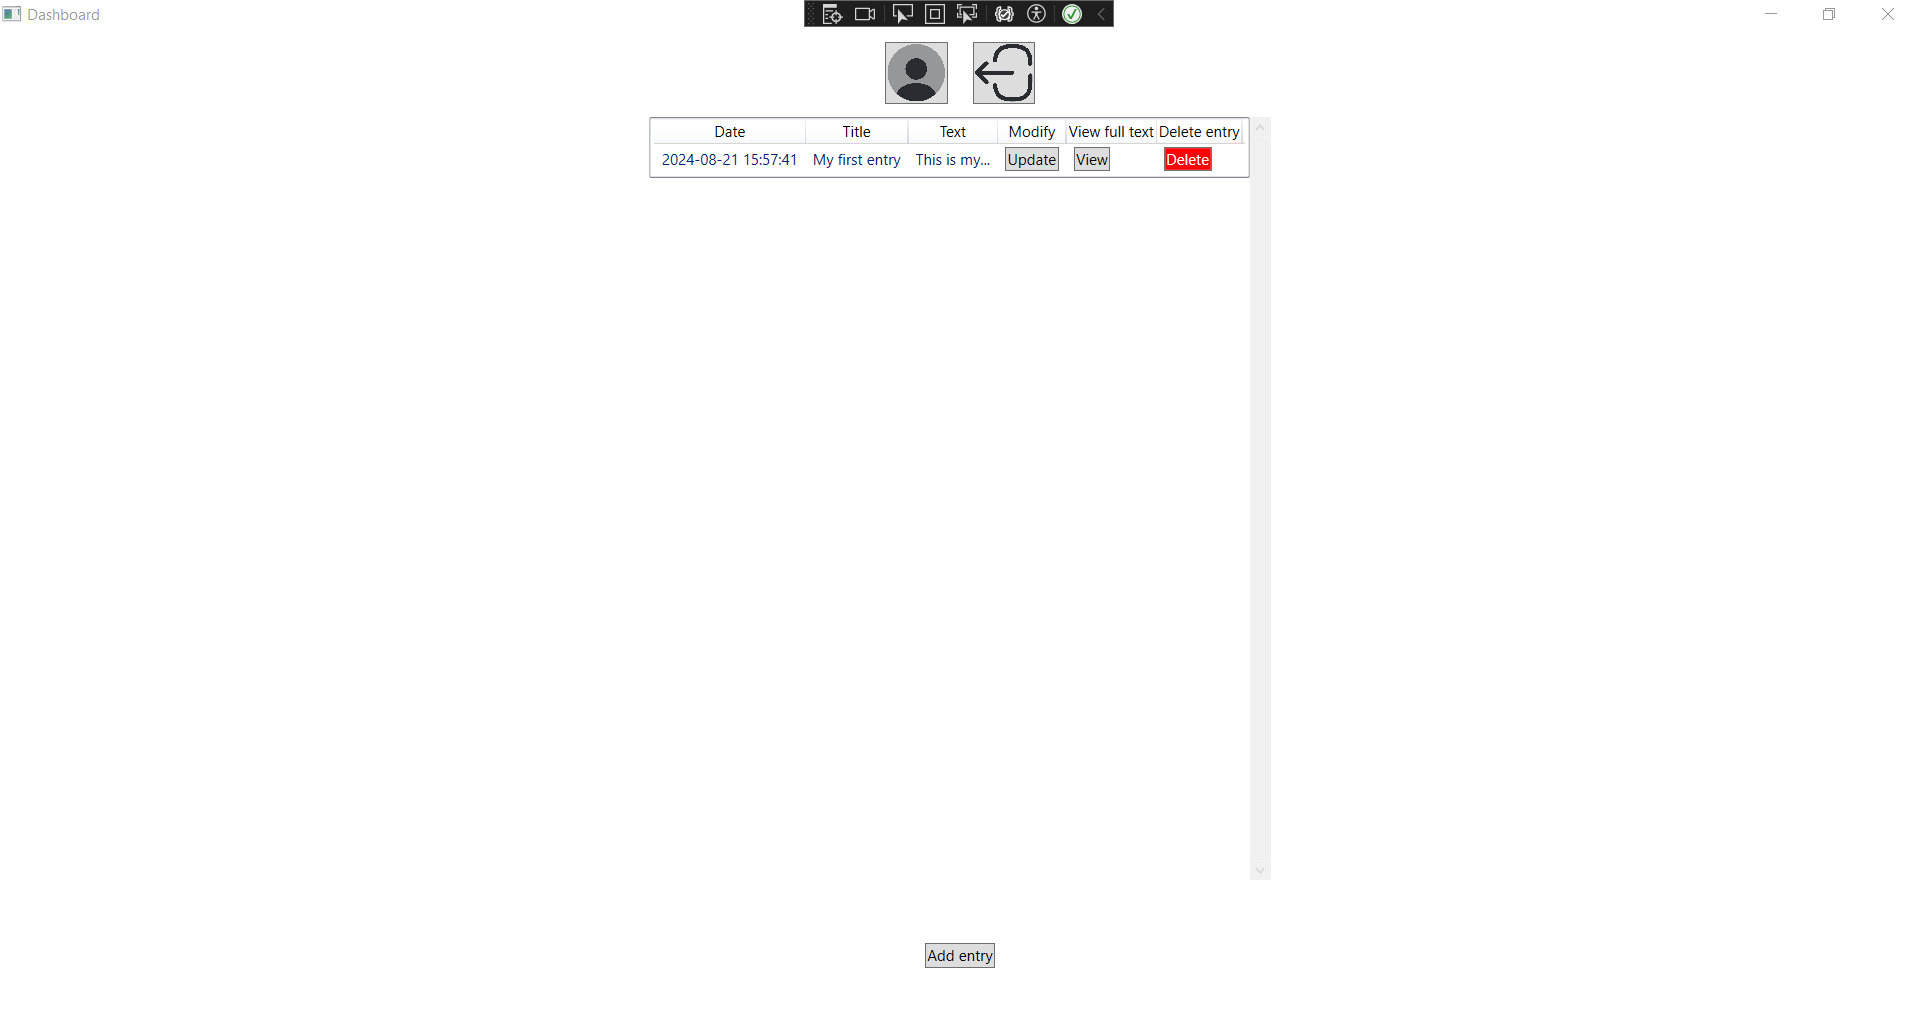 Dashboard
Date Title Text Modify View full text Delete entry
2024-08-21 15:57:41 My first entry This is my... Update View Delete
Add entry